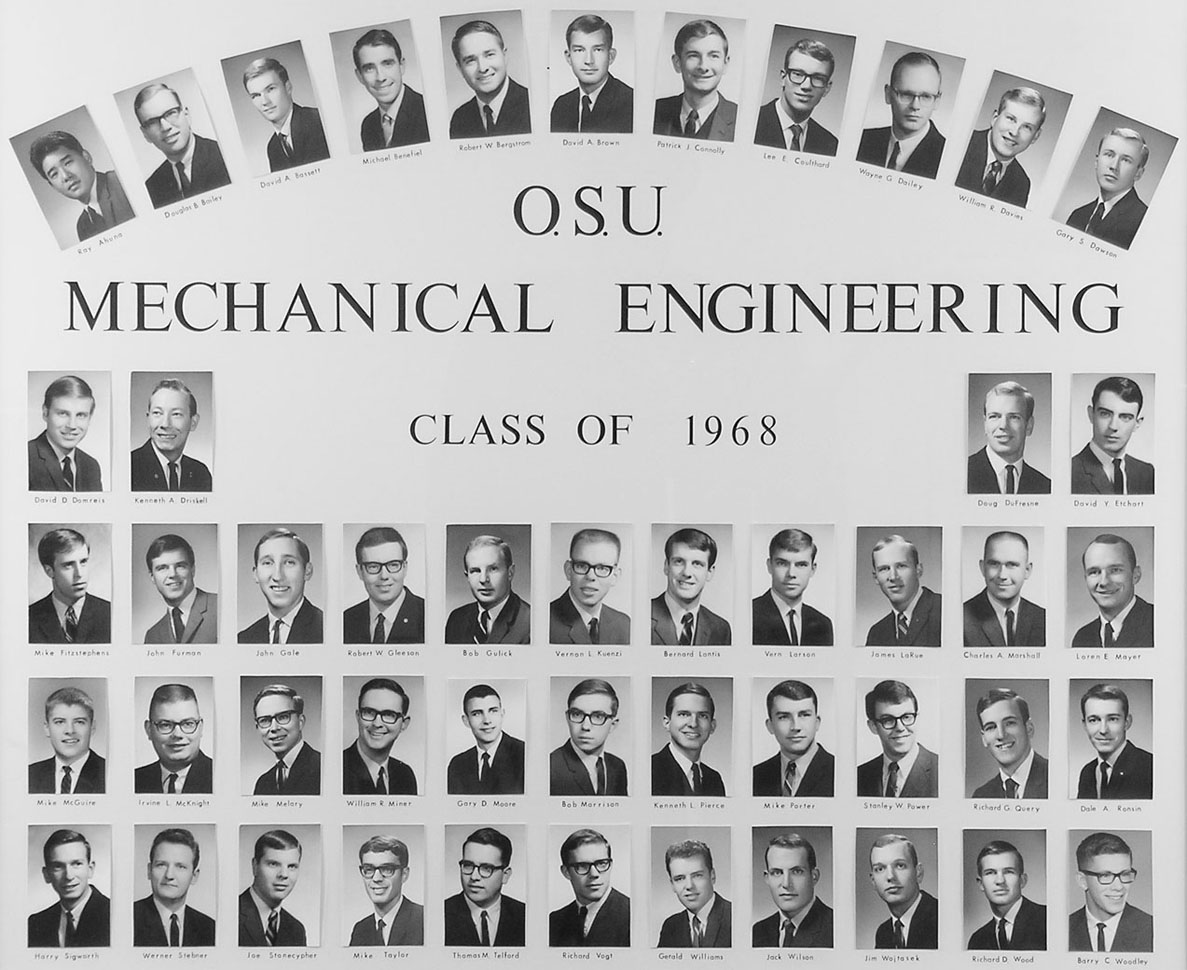 Ray Ahuna
Douglas B. Bailey
David A. Bassett
Michael Benefiel
Robert W. Bergstrom
David A. Brown
Patrick J. Connolly
Lee E. Coulthard
Wayne G. Dailey
William R. Davies
Gary S. Dawson
O.S.U.
MECHANICAL ENGINEERING
CLASS OF 1968
David D. Domreis
Kenneth A. Driskell
Doug DuFresne
David Y. Etchart
Mike Fitzstephens
John Furman
John Gale
Robert W. Gleeson
Bob Gulick
Vernon L. Kuenzi
Bernard Lantis
Vern Larson
James LaRue
Charles A. Marshall
Loren E. Mayer
Mike McGuire
Irvine L. McKnight
Mike Melary
William R. Miner
Gary D. Moore
Bob Morrison
Kenneth L. Pierce
Mike Porter
Stanley W. Power
Richard G. Query
Dale A. Ronsin
Harry Sigworth
Werner Stebner
Joe Stonecypher
Mike Taylor
Thomas M. Telford
Richard Vogt
Gerald Williams
Jack Wilson
Jim Wojtasek
Richard D. Wood
Barry C. Woodley